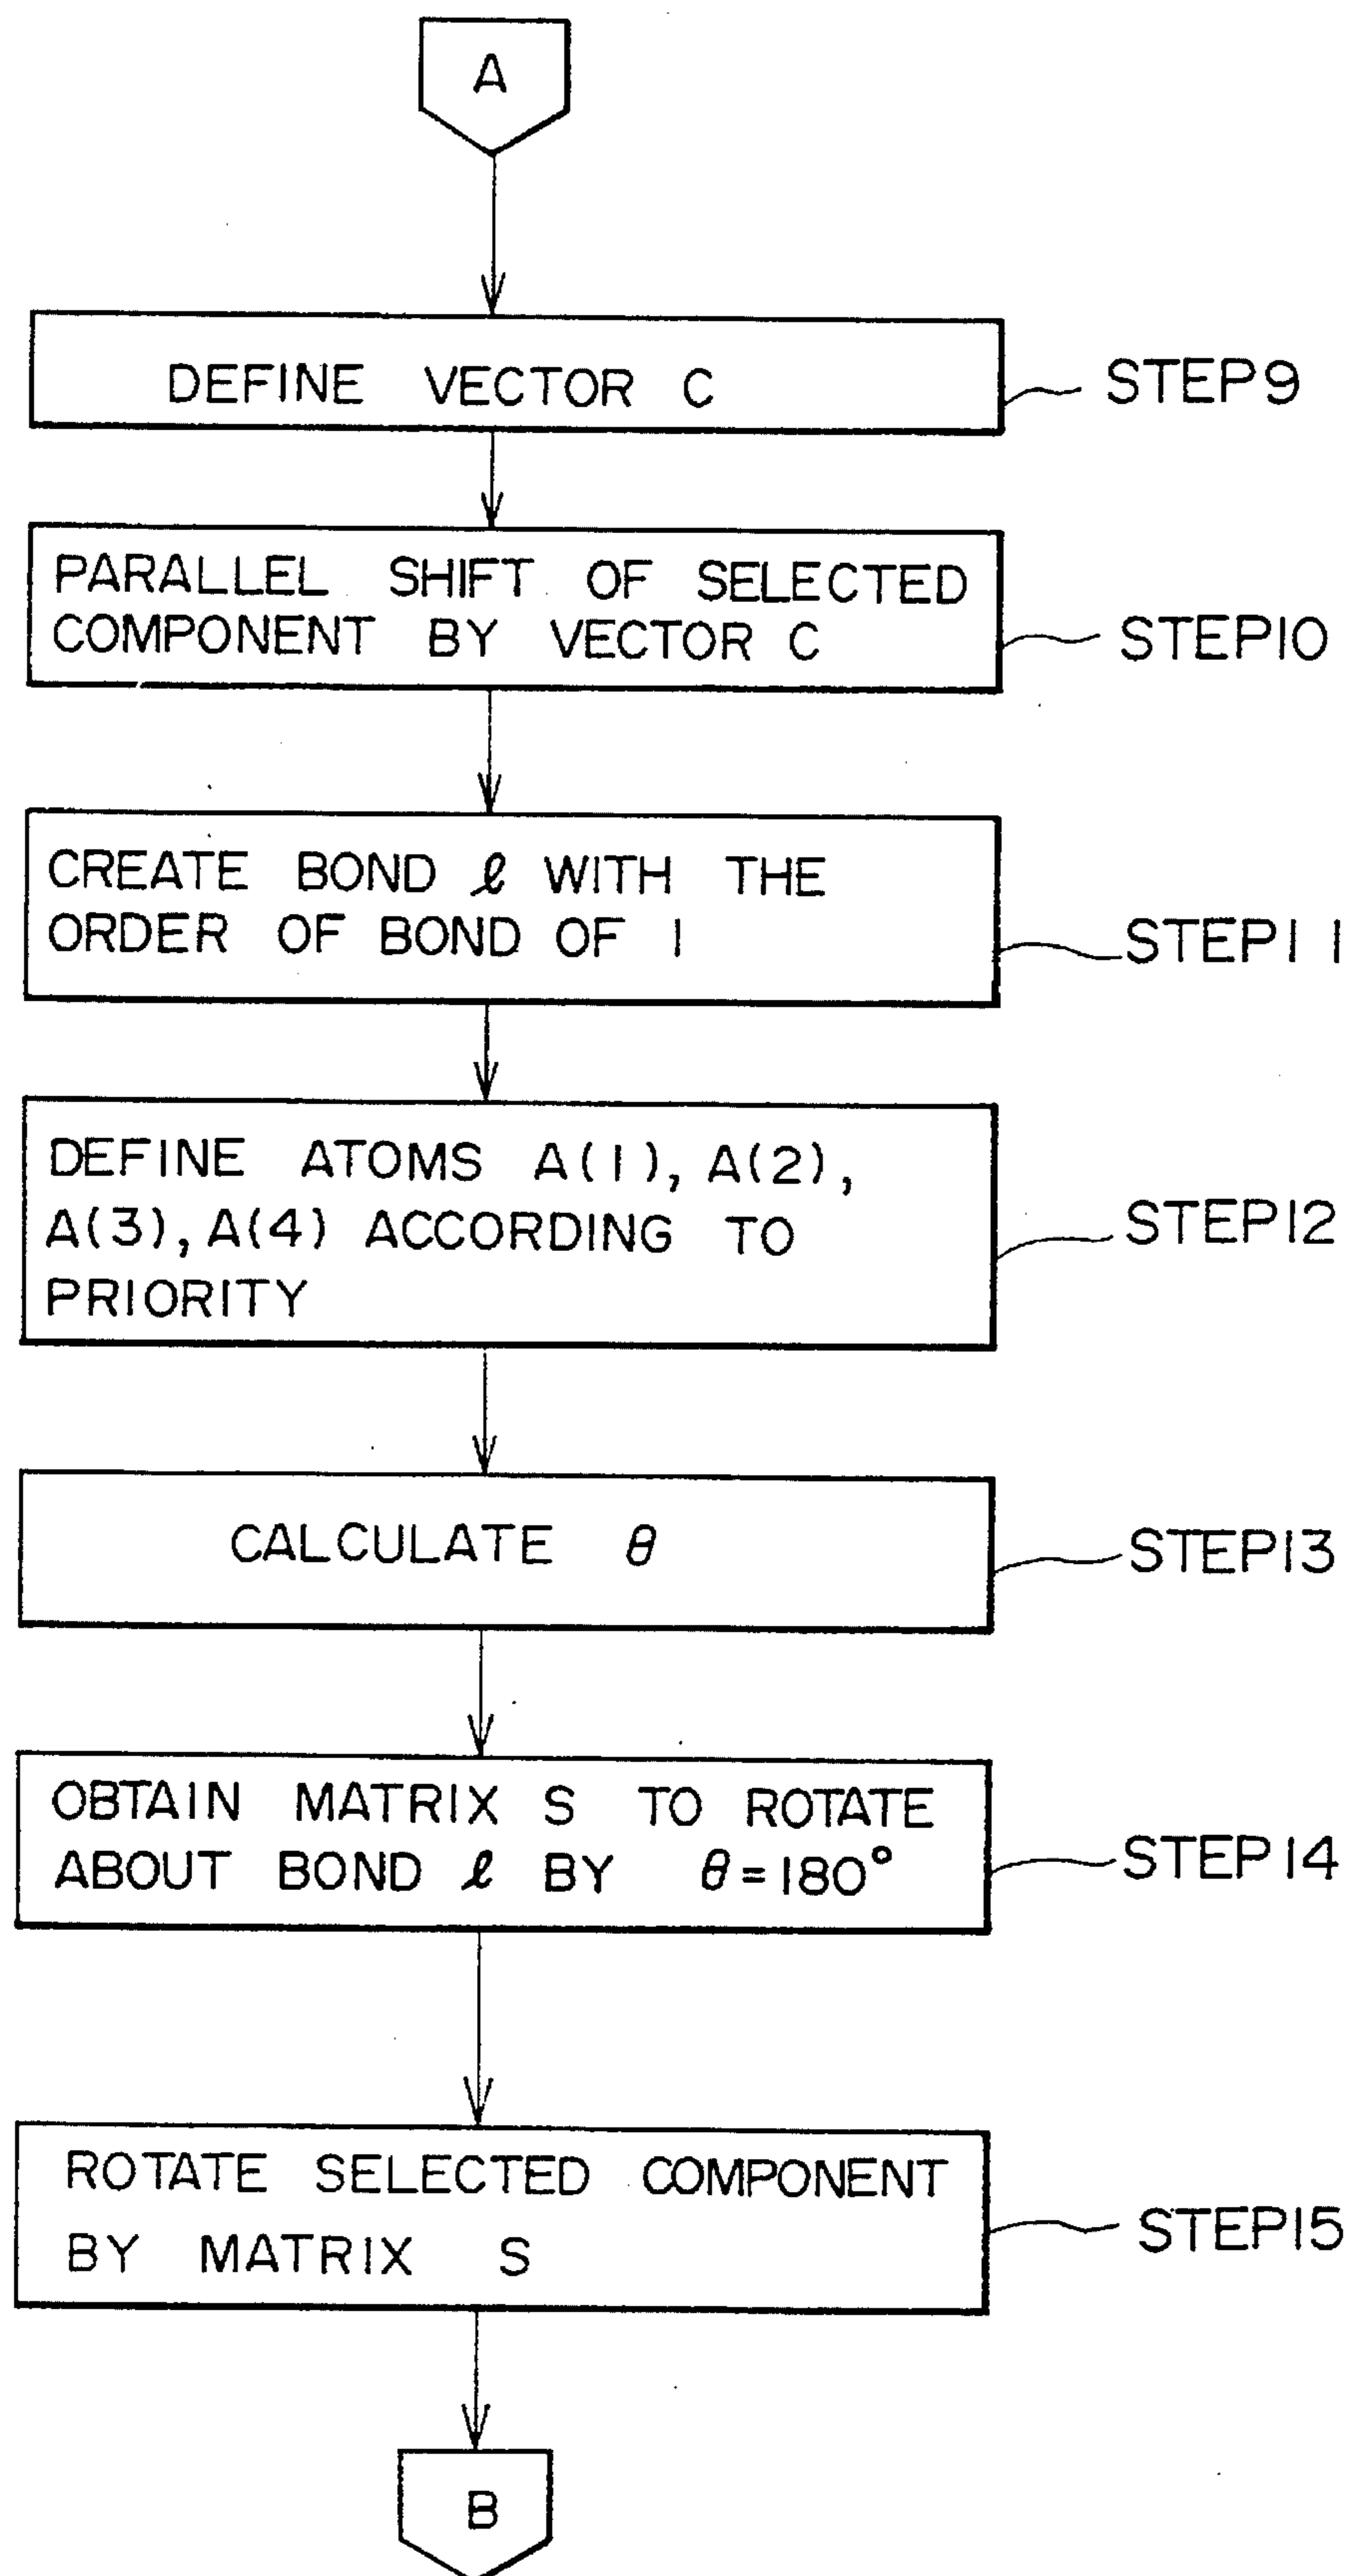 A
DEFINE VECTOR C
STEP9
PARALLEL SHIFT OF SELECTED
COMPONENT BY VECTOR C
STEP10
CREATE BOND ℓ WITH THE
ORDER OF BOND OF 1
STEP11
DEFINE ATOMS A(1), A(2),
A(3), A(4) ACCORDING TO
PRIORITY
STEP12
CALCULATE θ
STEP13
OBTAIN MATRIX S TO ROTATE
ABOUT BOND ℓ BY θ=180°
STEP14
ROTATE SELECTED COMPONENT
BY MATRIX S
STEP15
B